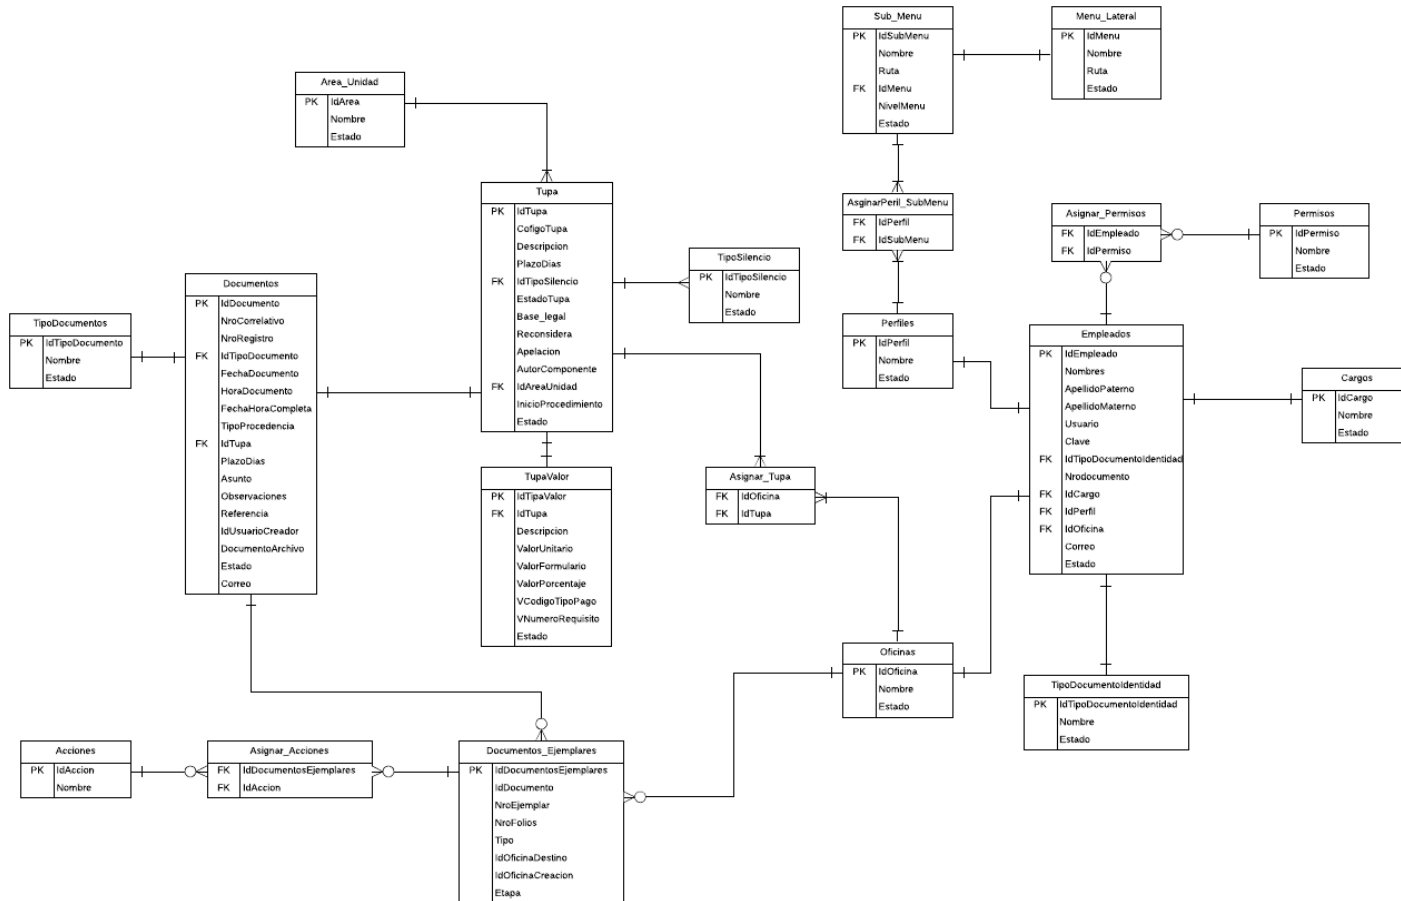 Sub_Menu
PK IdSubMenu
Nombre
Ruta
FK IdMenu
NivelMenu
Estado
Menu_Lateral
PK IdMenu
Nombre
Ruta
Estado
Area_Unidad
PK IdArea
Nombre
Estado
Tupa
PK IdTupa
CofigoTupa
Descripcion
PlazoDias
FK IdTipoSilencio
EstadoTupa
Base_legal
Reconsidera
Apelacion
AutorComponente
FK IdAreaUnidad
InicioProcedimiento
Estado
AsginarPeril_SubMenu
FK IdPerfil
FK IdSubMenu
Asignar_Permisos
FK IdEmpleado
FK IdPermiso
Permisos
PK IdPermiso
Nombre
Estado
TipoSilencio
PK IdTipoSilencio
Nombre
Estado
Documentos
PK IdDocumento
NroCorrelativo
NroRegistro
FK IdTipoDocumento
FechaDocumento
HoraDocumento
FechaHoraCompleta
TipoProcedencia
FK IdTupa
PlazoDias
Asunto
Observaciones
Referencia
IdUsuarioCreador
DocumentoArchivo
Estado
Correo
TipoDocumentos
PK IdTipoDocumento
Nombre
Estado
Perfiles
PK IdPerfil
Nombre
Estado
Empleados
PK IdEmpleado
Nombres
ApellidoPaterno
ApellidoMaterno
Usuario
Clave
FK IdTipoDocumentoIdentidad
Nrodocumento
FK IdCargo
FK IdPerfil
FK IdOficina
Correo
Estado
Cargos
PK IdCargo
Nombre
Estado
TupaValor
PK IdTipaValor
FK IdTupa
Descripcion
ValorUnitario
ValorFormulario
ValorPorcentaje
VCodigoTipoPago
VNumeroRequisito
Estado
Asignar_Tupa
FK IdOficina
FK IdTupa
Oficinas
PK IdOficina
Nombre
Estado
TipoDocumentoIdentidad
PK IdTipoDocumentoIdentidad
Nombre
Estado
Acciones
PK IdAccion
Nombre
Asignar_Acciones
FK IdDocumentosEjemplares
FK IdAccion
Documentos_Ejemplares
PK IdDocumentosEjemplares
IdDocumento
NroEjemplar
NroFolios
Tipo
IdOficinaDestino
IdOficinaCreacion
Etapa